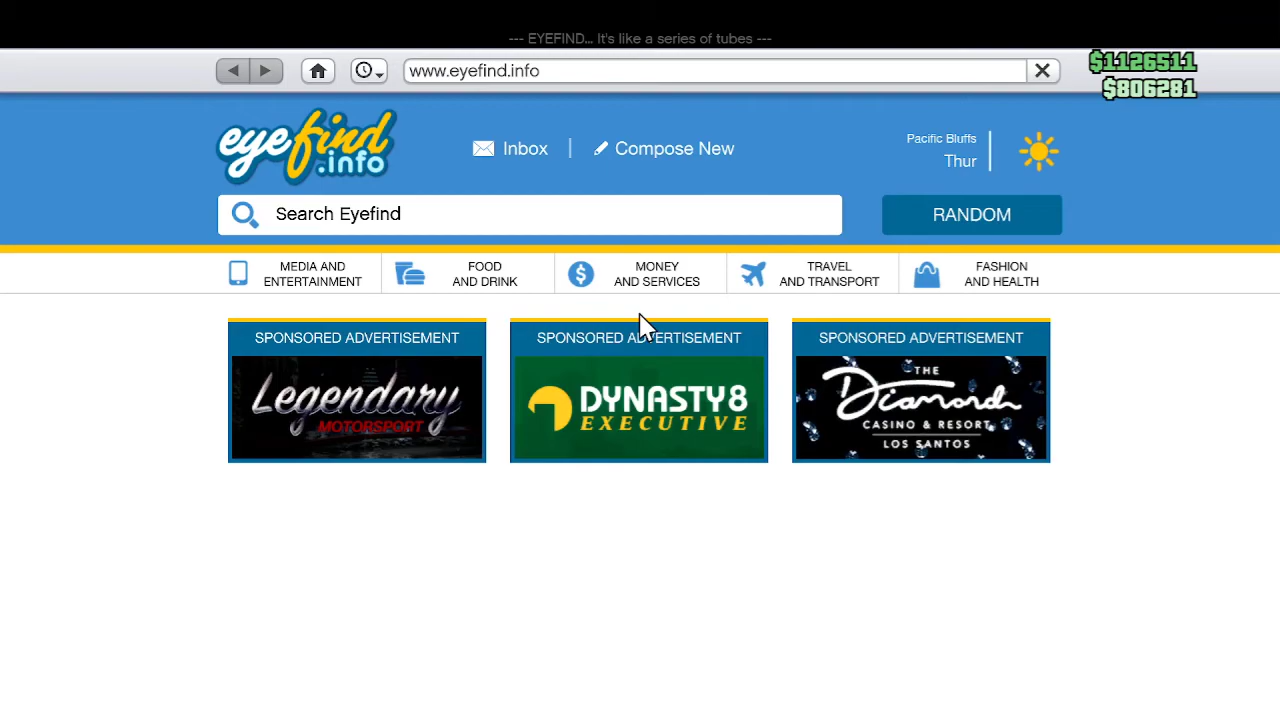 --- EYEFIND... It's like a series of tubes ---
www.eyefind.info
$1126511
$806281
eyefind
.info
Inbox
Compose New
Pacific Bluffs
Thur
Search Eyefind
RANDOM
MEDIA AND
ENTERTAINMENT
FOOD
AND DRINK
MONEY
AND SERVICES
TRAVEL
AND TRANSPORT
FASHION
AND HEALTH
SPONSORED ADVERTISEMENT
Legendary
MOTORSPORT
SPONSORED ADVERTISEMENT
DYNASTY8
EXECUTIVE
SPONSORED ADVERTISEMENT
THE
Diamond
CASINO & RESORT
LOS SANTOS